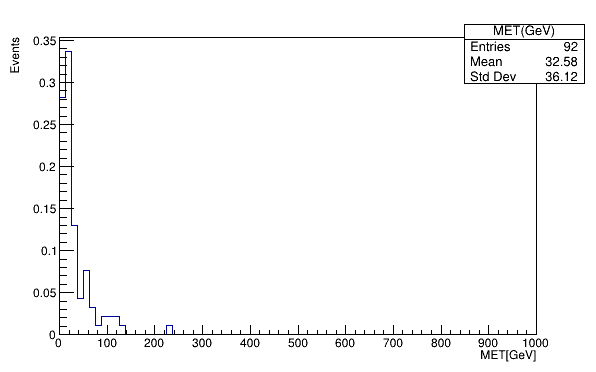 MET(GeV)
Entries 92
Mean 32.58
Std Dev 36.12
Events
0.35
0.3
0.25
0.2
0.15
0.1
0.05
0
0 100 200 300 400 500 600 700 800 900 1000
MET[GeV]